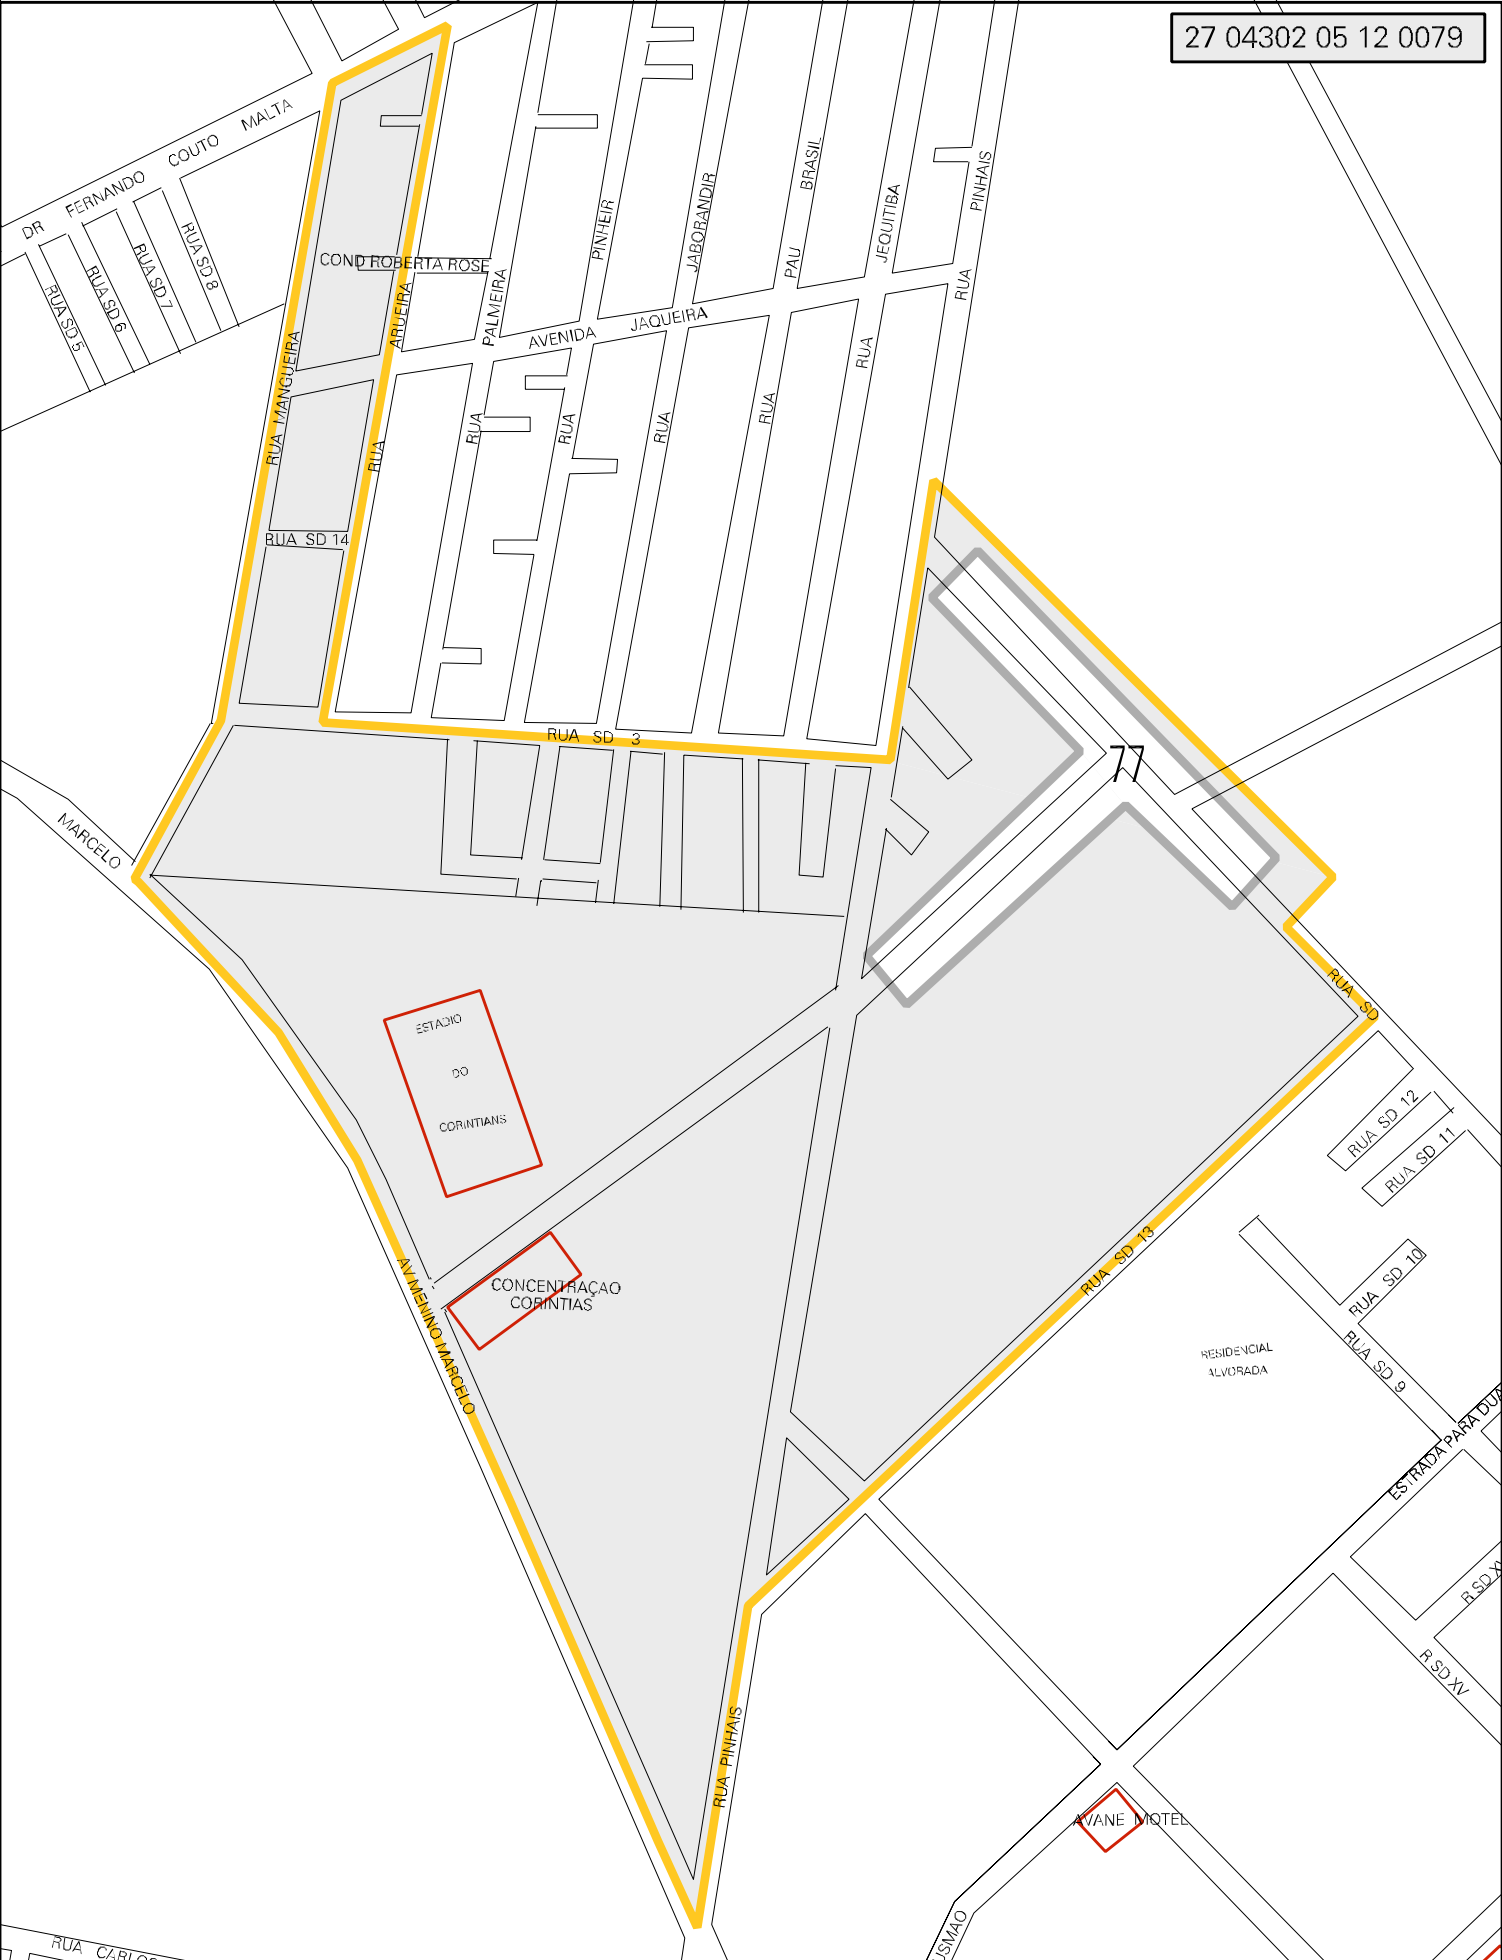 27 04302 05 12 0079
DR FERNANDO COUTO MALTA
RUA SD 5
RUA SD 6
RUA SD 7
RUA SD 8
COND ROBERTA ROSE
RUA MANGUEIRA
RUA ARUEIRA
RUA PALMEIRA
RUA PINHEIR
RUA JABORANDIR
RUA PAU BRASIL
RUA JEQUITIBA
RUA PINHAIS
AVENIDA JAQUEIRA
RUA SD 14
RUA SD 3
77
MARCELO
RUA SD
ESTADIO
DO
CORINTIANS
RUA SD 12
RUA SD 11
RUA SD 13
RUA SD 10
RUA SD 9
CONCENTRAÇAO
CORINTIAS
AV MENINO MARCELO
RESIDENCIAL
ALVORADA
ESTRADA PARA DUA
R SD XV
RUA PINHAIS
AVANE MOTEL
USMAO
RUA CARLOS